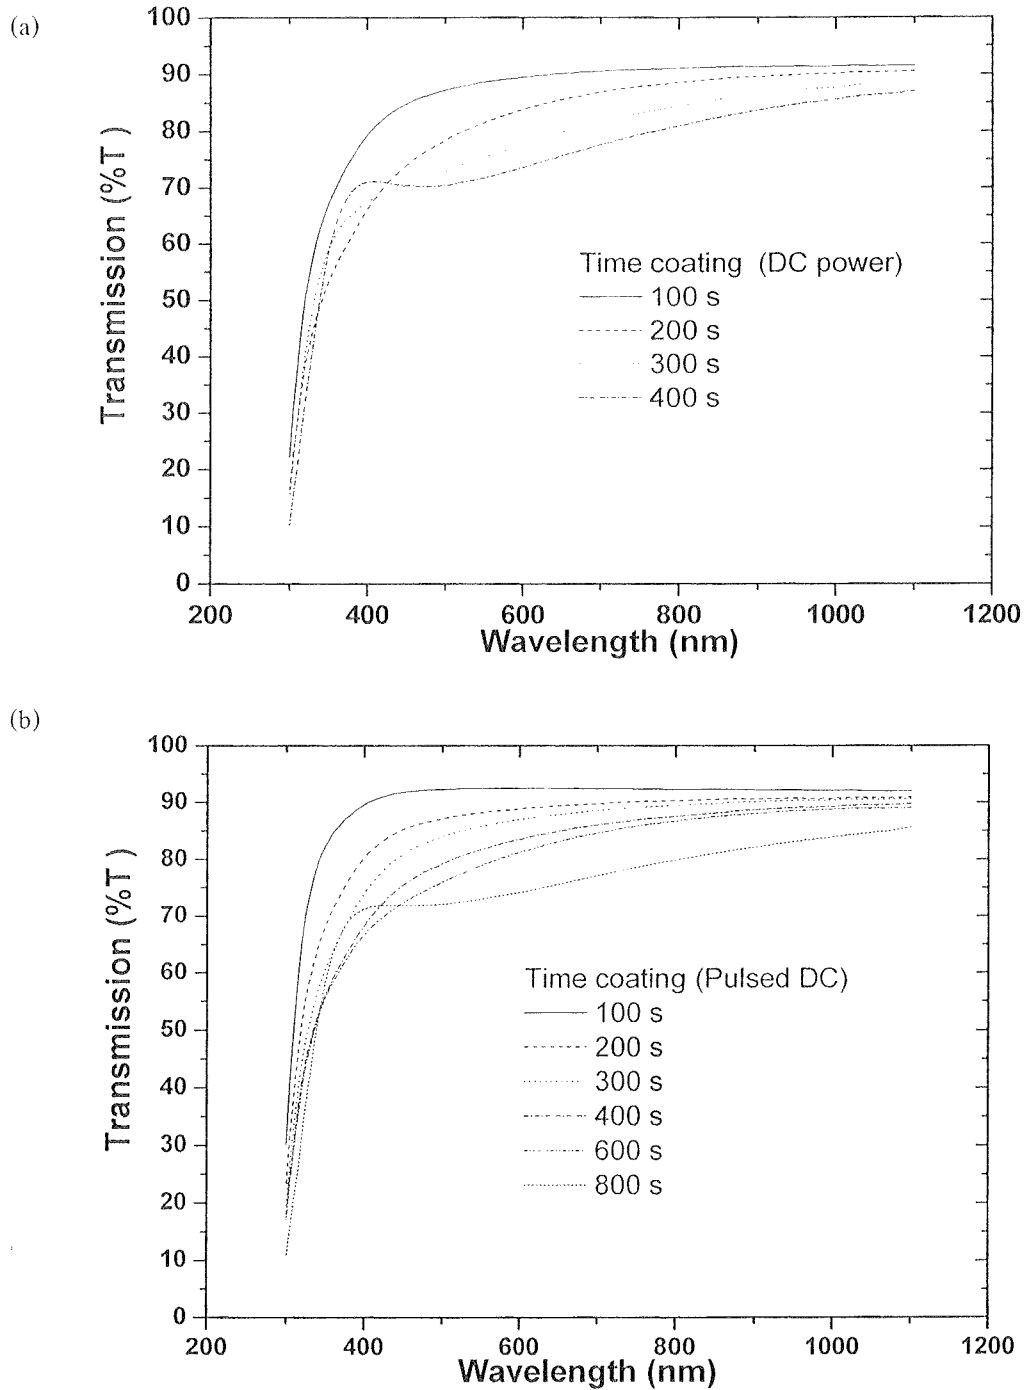 (a)
100
90
80
70
60
50
40
30
20
10
0
Transmission (%T )
Time coating (DC power)
100 s
200 s
300 s
400 s
200 400 600 800 1000 1200
Wavelength (nm)
(b)
100
90
80
70
60
50
40
30
20
10
0
Transmission (%T )
Time coating (Pulsed DC)
100 s
200 s
300 s
400 s
600 s
800 s
200 400 600 800 1000 1200
Wavelength (nm)